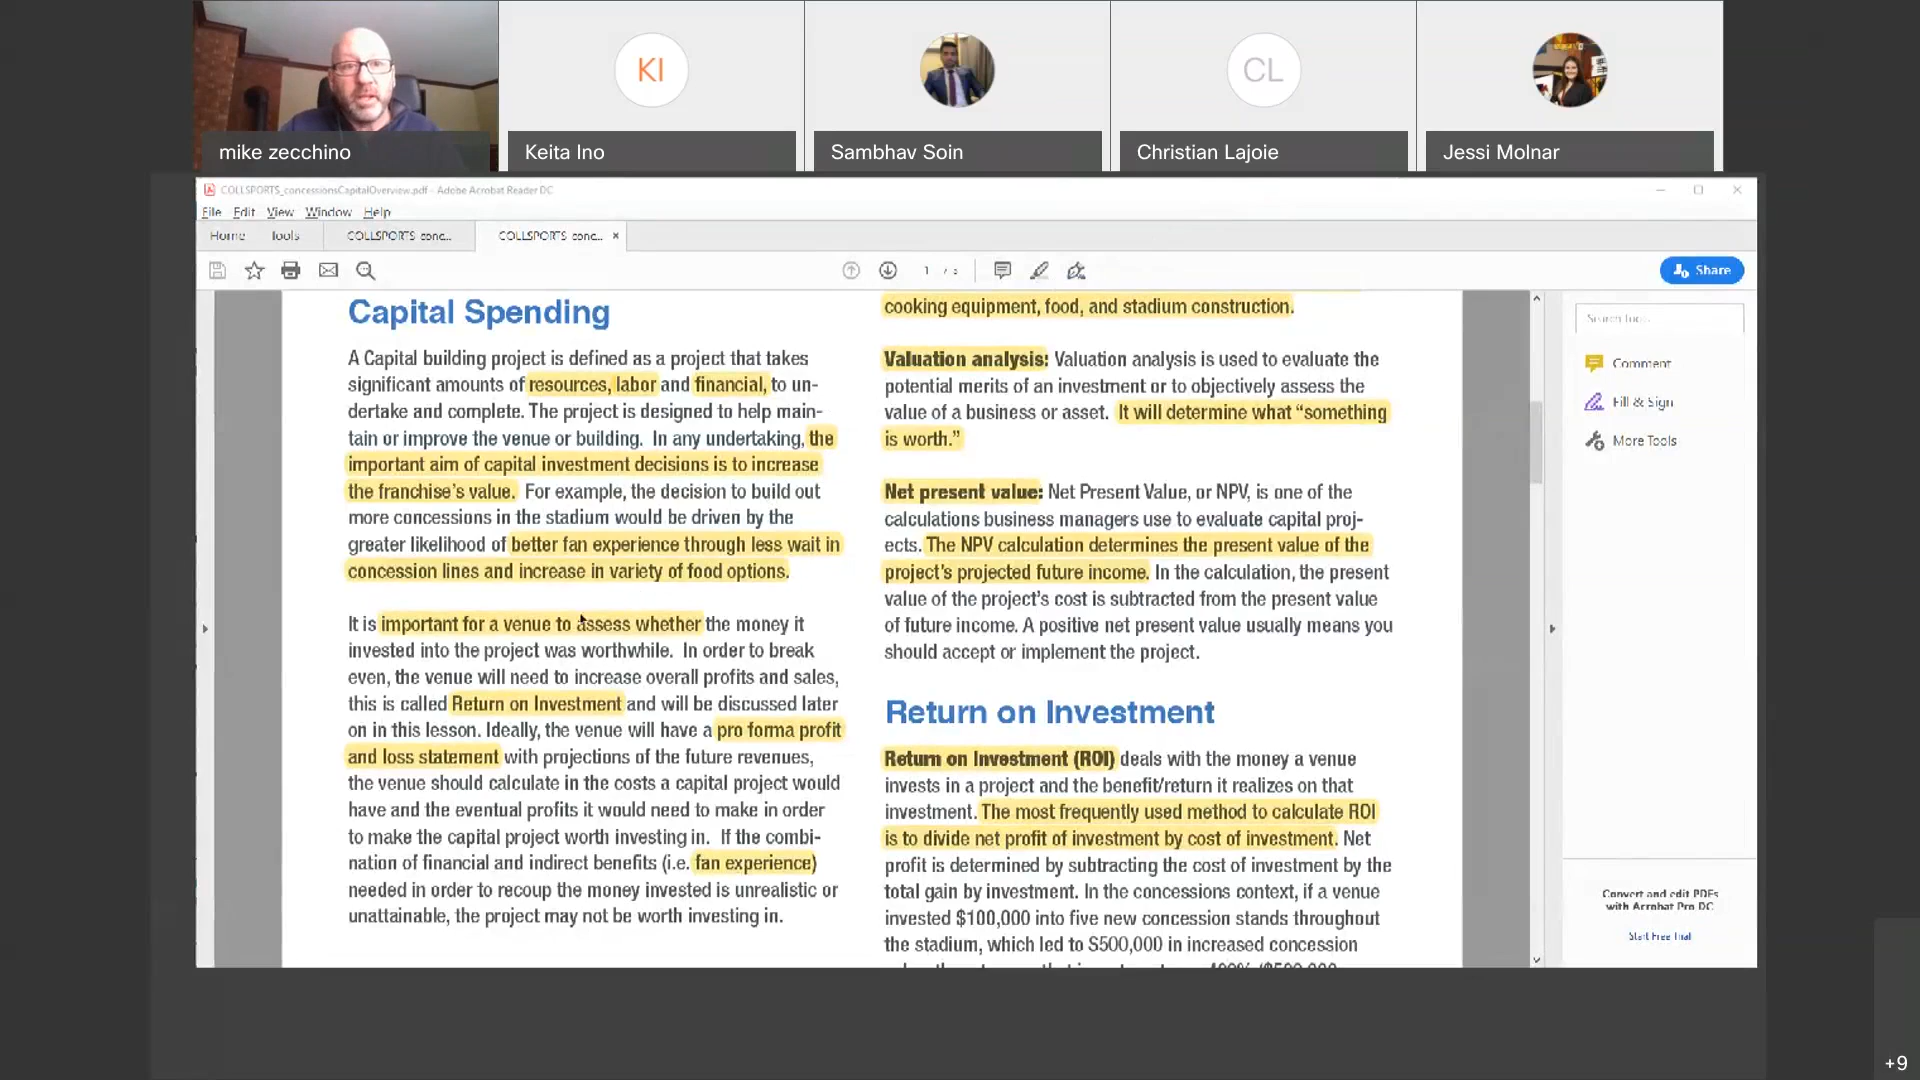 KI
CL
mike zecchino
Keita Ino
Sambhav Soin
Christian Lajoie
Jessi Molnar
COLLSPORTS_concessionsCapitalOverview.pdf - Adobe Acrobat Reader DC
File Edit View Window Help
Home Tools COLLSPORTS_conc... COLLSPORTS_conc... ×
1 /
Share
Capital Spending
A Capital building project is defined as a project that takes
significant amounts of resources, labor and financial, to un-
dertake and complete. The project is designed to help main-
tain or improve the venue or building. In any undertaking, the
important aim of capital investment decisions is to increase
the franchise's value. For example, the decision to build out
more concessions in the stadium would be driven by the
greater likelihood of better fan experience through less wait in
concession lines and increase in variety of food options.
It is important for a venue to assess whether the money it
invested into the project was worthwhile. In order to break
even, the venue will need to increase overall profits and sales,
this is called Return on Investment and will be discussed later
on in this lesson. Ideally, the venue will have a pro forma profit
and loss statement with projections of the future revenues,
the venue should calculate in the costs a capital project would
have and the eventual profits it would need to make in order
to make the capital project worth investing in. If the combi-
nation of financial and indirect benefits (i.e. fan experience)
needed in order to recoup the money invested is unrealistic or
unattainable, the project may not be worth investing in.
cooking equipment, food, and stadium construction.
Valuation analysis: Valuation analysis is used to evaluate the
potential merits of an investment or to objectively assess the
value of a business or asset. It will determine what “something
is worth.”
Net present value: Net Present Value, or NPV, is one of the
calculations business managers use to evaluate capital proj-
ects. The NPV calculation determines the present value of the
project's projected future income. In the calculation, the present
value of the project's cost is subtracted from the present value
of future income. A positive net present value usually means you
should accept or implement the project.
Return on Investment
Return on Investment (ROI) deals with the money a venue
invests in a project and the benefit/return it realizes on that
investment. The most frequently used method to calculate ROI
is to divide net profit of investment by cost of investment. Net
profit is determined by subtracting the cost of investment by the
total gain by investment. In the concessions context, if a venue
invested $100,000 into five new concession stands throughout
the stadium, which led to $500,000 in increased concession
Search tools
Comment
Fill & Sign
More Tools
Convert and edit PDFs
with Acrobat Pro DC
Start Free Trial
+9